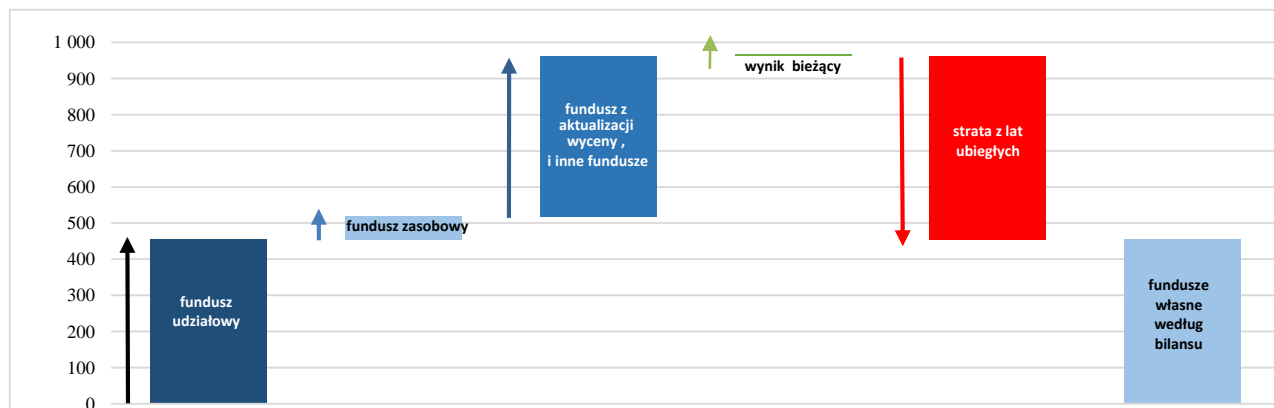 1 000
900
800
700
600
500
400
300
200
100
0
fundusz
udziałowy
fundusz zasobowy
fundusz z
aktualizacji
wyceny ,
i inne fundusze
wynik bieżący
strata z lat
ubiegłych
fundusze
własne
według
bilansu